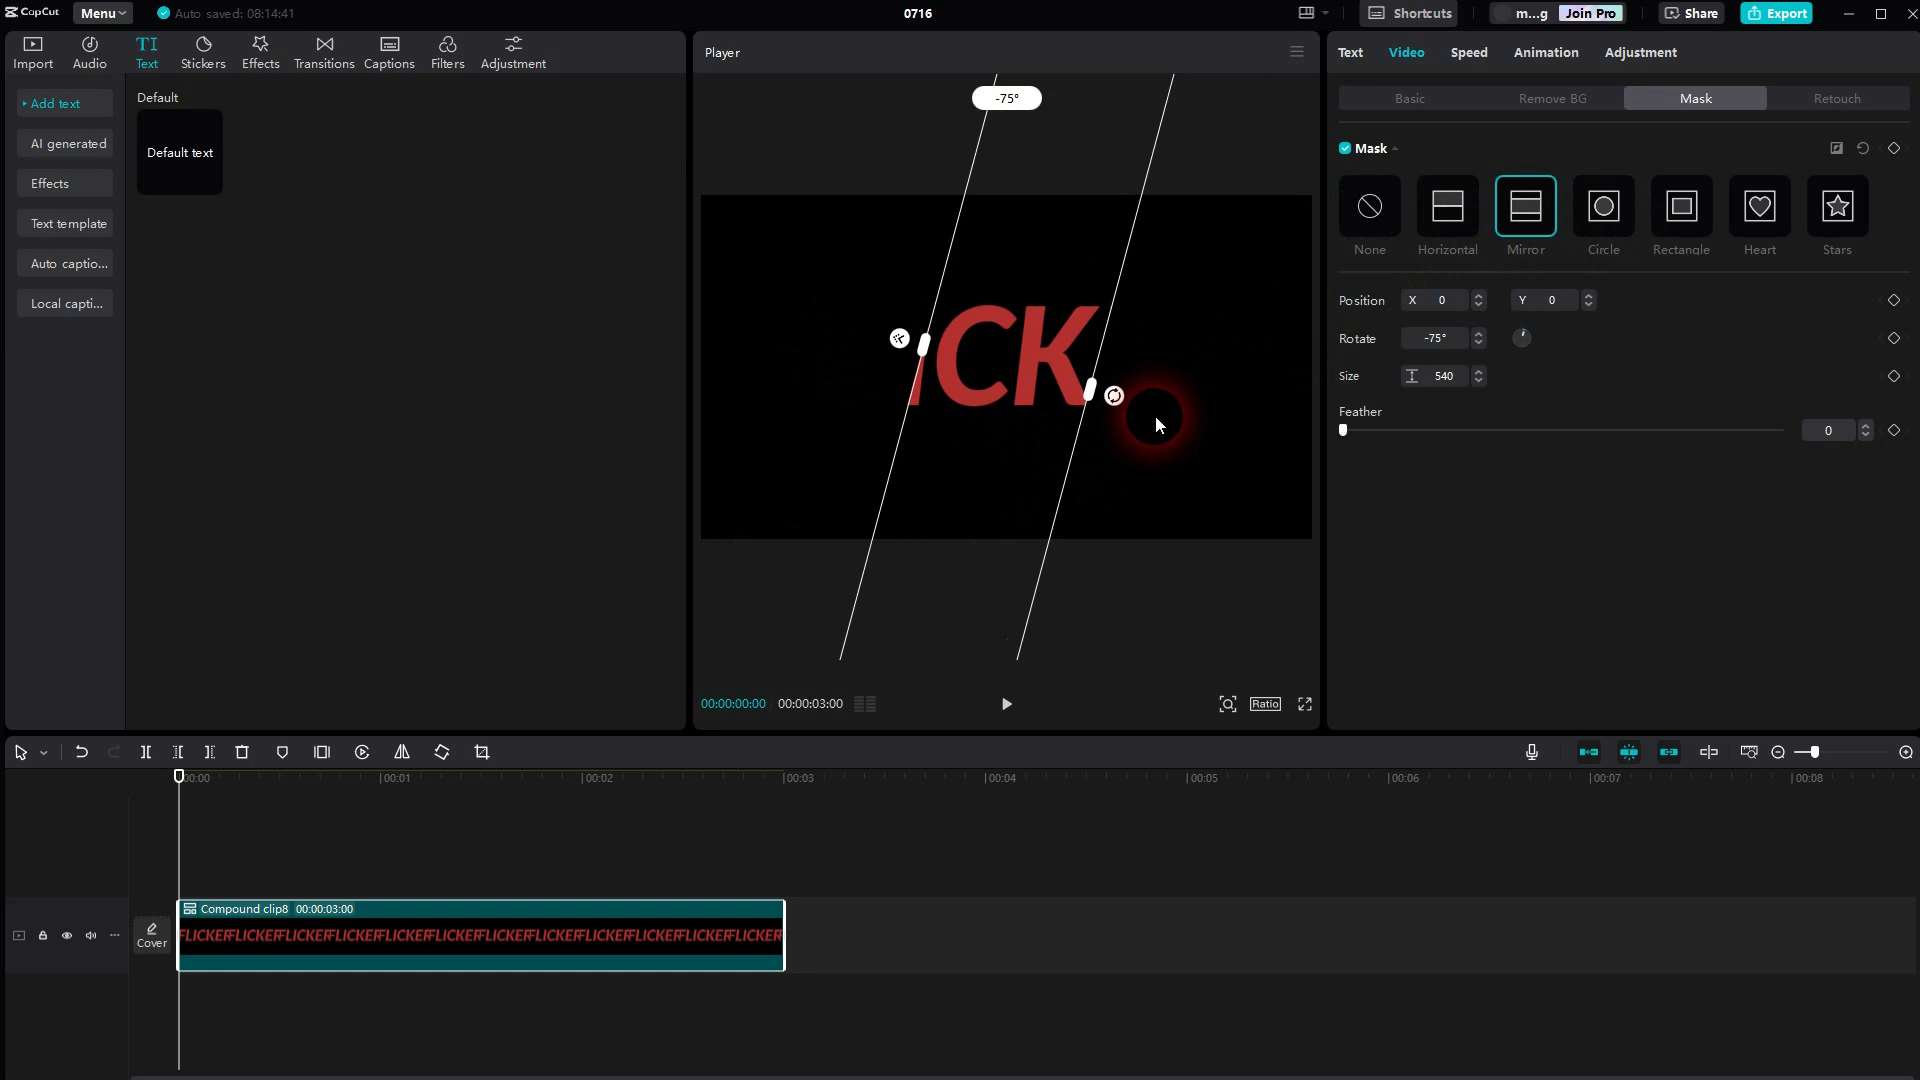 CapCut Menu Auto saved: 08:14:41 0716 Shortcuts m...g Join Pro Share Export
Import Audio Text Stickers Effects Transitions Captions Filters Adjustment
TI
Add text
AI generated
Effects
Text template
Auto captio...
Local capti...
Default
Default text
Player
-75°
ICK
00:00:00:00 00:00:03:00
Ratio
Text Video Speed Animation Adjustment
Basic Remove BG Mask Retouch
Mask
None Horizontal Mirror Circle Rectangle Heart Stars
Position X 0 Y 0
Rotate -75°
Size 540
Feather
0
00:00 00:01 00:02 00:03 00:04 00:05 00:06 00:07 00:08
Compound clip8 00:00:03:00
FLICKERFLICKERFLICKERFLICKERFLICKERFLICKERFLICKERFLICKERFLICKERFLICKERFLICKERFLICKER
Cover